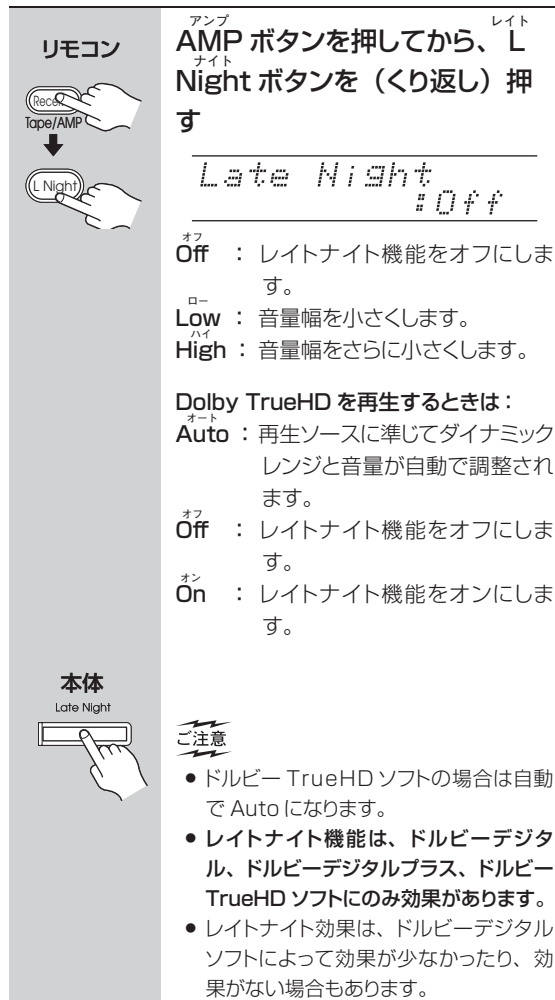 リモコン
Recei
Tape/AMP
L Night
アンプ レイト
AMP ボタンを押してから、L
ナイト
Night ボタンを（くり返し）押
す
Late Night
:Off
オフ
Off ： レイトナイト機能をオフにしま
す。
ロー
Low ： 音量幅を小さくします。
ハイ
High ： 音量幅をさらに小さくします。
Dolby TrueHD を再生するときは：
オート
Auto ： 再生ソースに準じてダイナミック
レンジと音量が自動で調整され
ます。
オフ
Off ： レイトナイト機能をオフにしま
す。
オン
On ： レイトナイト機能をオンにしま
す。
本体
Late Night
ご注意
● ドルビー TrueHD ソフトの場合は自動
で Auto になります。
● レイトナイト機能は、ドルビーデジタ
ル、ドルビーデジタルプラス、ドルビー
TrueHD ソフトにのみ効果があります。
● レイトナイト効果は、ドルビーデジタル
ソフトによって効果が少なかったり、効
果がない場合もあります。